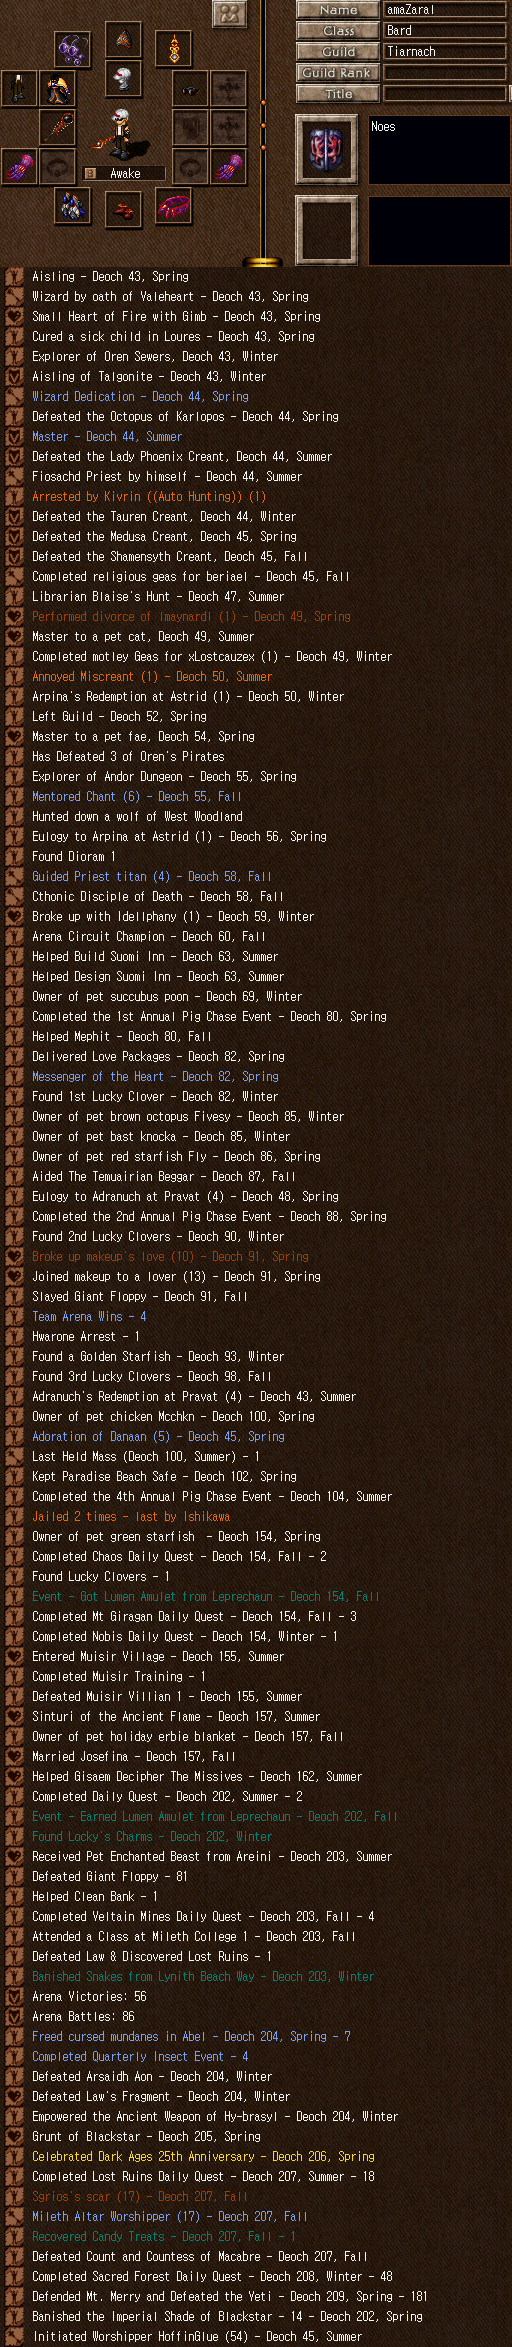 Name amaZaral
Class Bard
Guild Tiarnach
Guild Rank
Title
Noes
Awake
Aisling - Deoch 43, Spring
Wizard by oath of Valeheart - Deoch 43, Spring
Small Heart of Fire with Gimb - Deoch 43, Spring
Cured a sick child in Loures - Deoch 43, Spring
Explorer of Oren Sewers, Deoch 43, Winter
Aisling of Talgonite - Deoch 43, Winter
Wizard Dedication - Deoch 44, Spring
Defeated the Octopus of Karlopos - Deoch 44, Spring
Master - Deoch 44, Summer
Defeated the Lady Phoenix Creant, Deoch 44, Summer
Fiosachd Priest by himself - Deoch 44, Summer
Arrested by Kivrin ((Auto Hunting)) (1)
Defeated the Tauren Creant, Deoch 44, Winter
Defeated the Medusa Creant, Deoch 45, Spring
Defeated the Shamensyth Creant, Deoch 45, Fall
Completed religious geas for beriael - Deoch 45, Fall
Librarian Blaise's Hunt - Deoch 47, Summer
Performed divorce of lmaynardl (1) - Deoch 49, Spring
Master to a pet cat, Deoch 49, Summer
Completed motley Geas for xLostcauzex (1) - Deoch 49, Winter
Annoyed Miscreant (1) - Deoch 50, Summer
Arpina's Redemption at Astrid (1) - Deoch 50, Winter
Left Guild - Deoch 52, Spring
Master to a pet fae, Deoch 54, Spring
Has Defeated 3 of Oren's Pirates
Explorer of Andor Dungeon - Deoch 55, Spring
Mentored Chant (6) - Deoch 55, Fall
Hunted down a wolf of West Woodland
Eulogy to Arpina at Astrid (1) - Deoch 56, Spring
Found Dioram 1
Guided Priest titan (4) - Deoch 58, Fall
Cthonic Disciple of Death - Deoch 58, Fall
Broke up with Idellphany (1) - Deoch 59, Winter
Arena Circuit Champion - Deoch 60, Fall
Helped Build Suomi Inn - Deoch 63, Summer
Helped Design Suomi Inn - Deoch 63, Summer
Owner of pet succubus poon - Deoch 69, Winter
Completed the 1st Annual Pig Chase Event - Deoch 80, Spring
Helped Mephit - Deoch 80, Fall
Delivered Love Packages - Deoch 82, Spring
Messenger of the Heart - Deoch 82, Spring
Found 1st Lucky Clover - Deoch 82, Winter
Owner of pet brown octopus Fivesy - Deoch 85, Winter
Owner of pet bast knocka - Deoch 85, Winter
Owner of pet red starfish Fly - Deoch 86, Spring
Aided The Temuairian Beggar - Deoch 87, Fall
Eulogy to Adranuch at Pravat (4) - Deoch 48, Spring
Completed the 2nd Annual Pig Chase Event - Deoch 88, Spring
Found 2nd Lucky Clovers - Deoch 90, Winter
Broke up makeup's love (10) - Deoch 91, Spring
Joined makeup to a lover (13) - Deoch 91, Spring
Slayed Giant Floppy - Deoch 91, Fall
Team Arena Wins - 4
Hwarone Arrest - 1
Found a Golden Starfish - Deoch 93, Winter
Found 3rd Lucky Clovers - Deoch 98, Fall
Adranuch's Redemption at Pravat (4) - Deoch 43, Summer
Owner of pet chicken Mcchkn - Deoch 100, Spring
Adoration of Danaan (5) - Deoch 45, Spring
Last Held Mass (Deoch 100, Summer) - 1
Kept Paradise Beach Safe - Deoch 102, Spring
Completed the 4th Annual Pig Chase Event - Deoch 104, Summer
Jailed 2 times - last by Ishikawa
Owner of pet green starfish  - Deoch 154, Spring
Completed Chaos Daily Quest - Deoch 154, Fall - 2
Found Lucky Clovers - 1
Event - Got Lumen Amulet from Leprechaun - Deoch 154, Fall
Completed Mt Giragan Daily Quest - Deoch 154, Fall - 3
Completed Nobis Daily Quest - Deoch 154, Winter - 1
Entered Muisir Village - Deoch 155, Summer
Completed Muisir Training - 1
Defeated Muisir Villian 1 - Deoch 155, Summer
Sinturi of the Ancient Flame - Deoch 157, Summer
Owner of pet holiday erbie blanket - Deoch 157, Fall
Married Josefina - Deoch 157, Fall
Helped Gisaem Decipher The Missives - Deoch 162, Summer
Completed Daily Quest - Deoch 202, Summer - 2
Event - Earned Lumen Amulet from Leprechaun - Deoch 202, Fall
Found Locky's Charms - Deoch 202, Winter
Received Pet Enchanted Beast from Areini - Deoch 203, Summer
Defeated Giant Floppy - 81
Helped Clean Bank - 1
Completed Veltain Mines Daily Quest - Deoch 203, Fall - 4
Attended a Class at Mileth College 1 - Deoch 203, Fall
Defeated Law & Discovered Lost Ruins - 1
Banished Snakes from Lynith Beach Way - Deoch 203, Winter
Arena Victories: 56
Arena Battles: 86
Freed cursed mundanes in Abel - Deoch 204, Spring - 7
Completed Quarterly Insect Event - 4
Defeated Arsaidh Aon - Deoch 204, Winter
Defeated Law's Fragment - Deoch 204, Winter
Empowered the Ancient Weapon of Hy-brasyl - Deoch 204, Winter
Grunt of Blackstar - Deoch 205, Spring
Celebrated Dark Ages 25th Anniversary - Deoch 206, Spring
Completed Lost Ruins Daily Quest - Deoch 207, Summer - 18
Sgrios's scar (17) - Deoch 207, Fall
Mileth Altar Worshipper (17) - Deoch 207, Fall
Recovered Candy Treats - Deoch 207, Fall - 1
Defeated Count and Countess of Macabre - Deoch 207, Fall
Completed Sacred Forest Daily Quest - Deoch 208, Winter - 48
Defended Mt. Merry and Defeated the Yeti - Deoch 209, Spring - 181
Banished the Imperial Shade of Blackstar - 14 - Deoch 202, Spring
Initiated Worshipper HoffinGlue (54) - Deoch 45, Summer